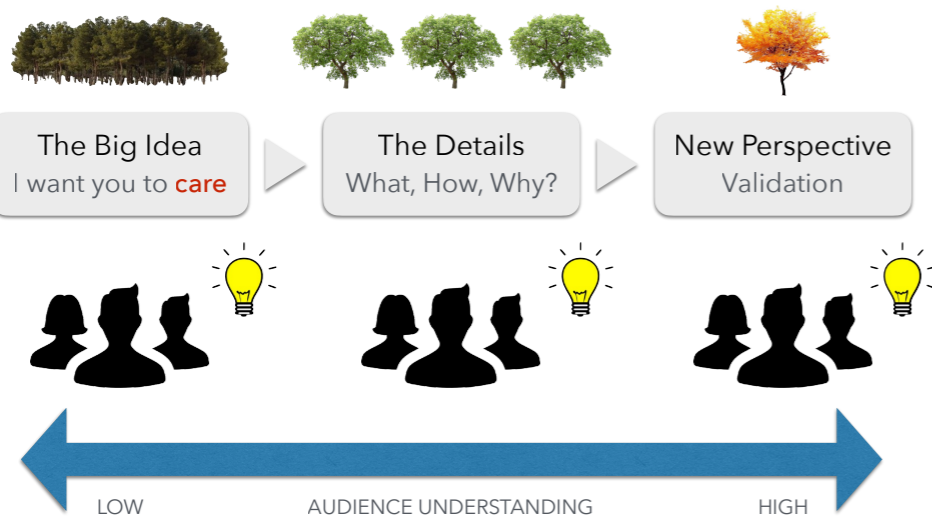 The Big Idea
I want you to care
The Details
What, How, Why?
New Perspective
Validation
LOW
AUDIENCE UNDERSTANDING
HIGH